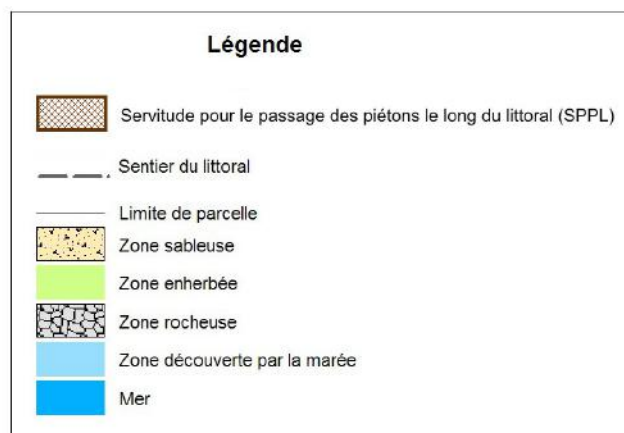 Légende
Servitude pour le passage des piétons le long du littoral (SPPL)
Sentier du littoral
Limite de parcelle
Zone sableuse
Zone enherbée
Zone rocheuse
Zone découverte par la marée
Mer